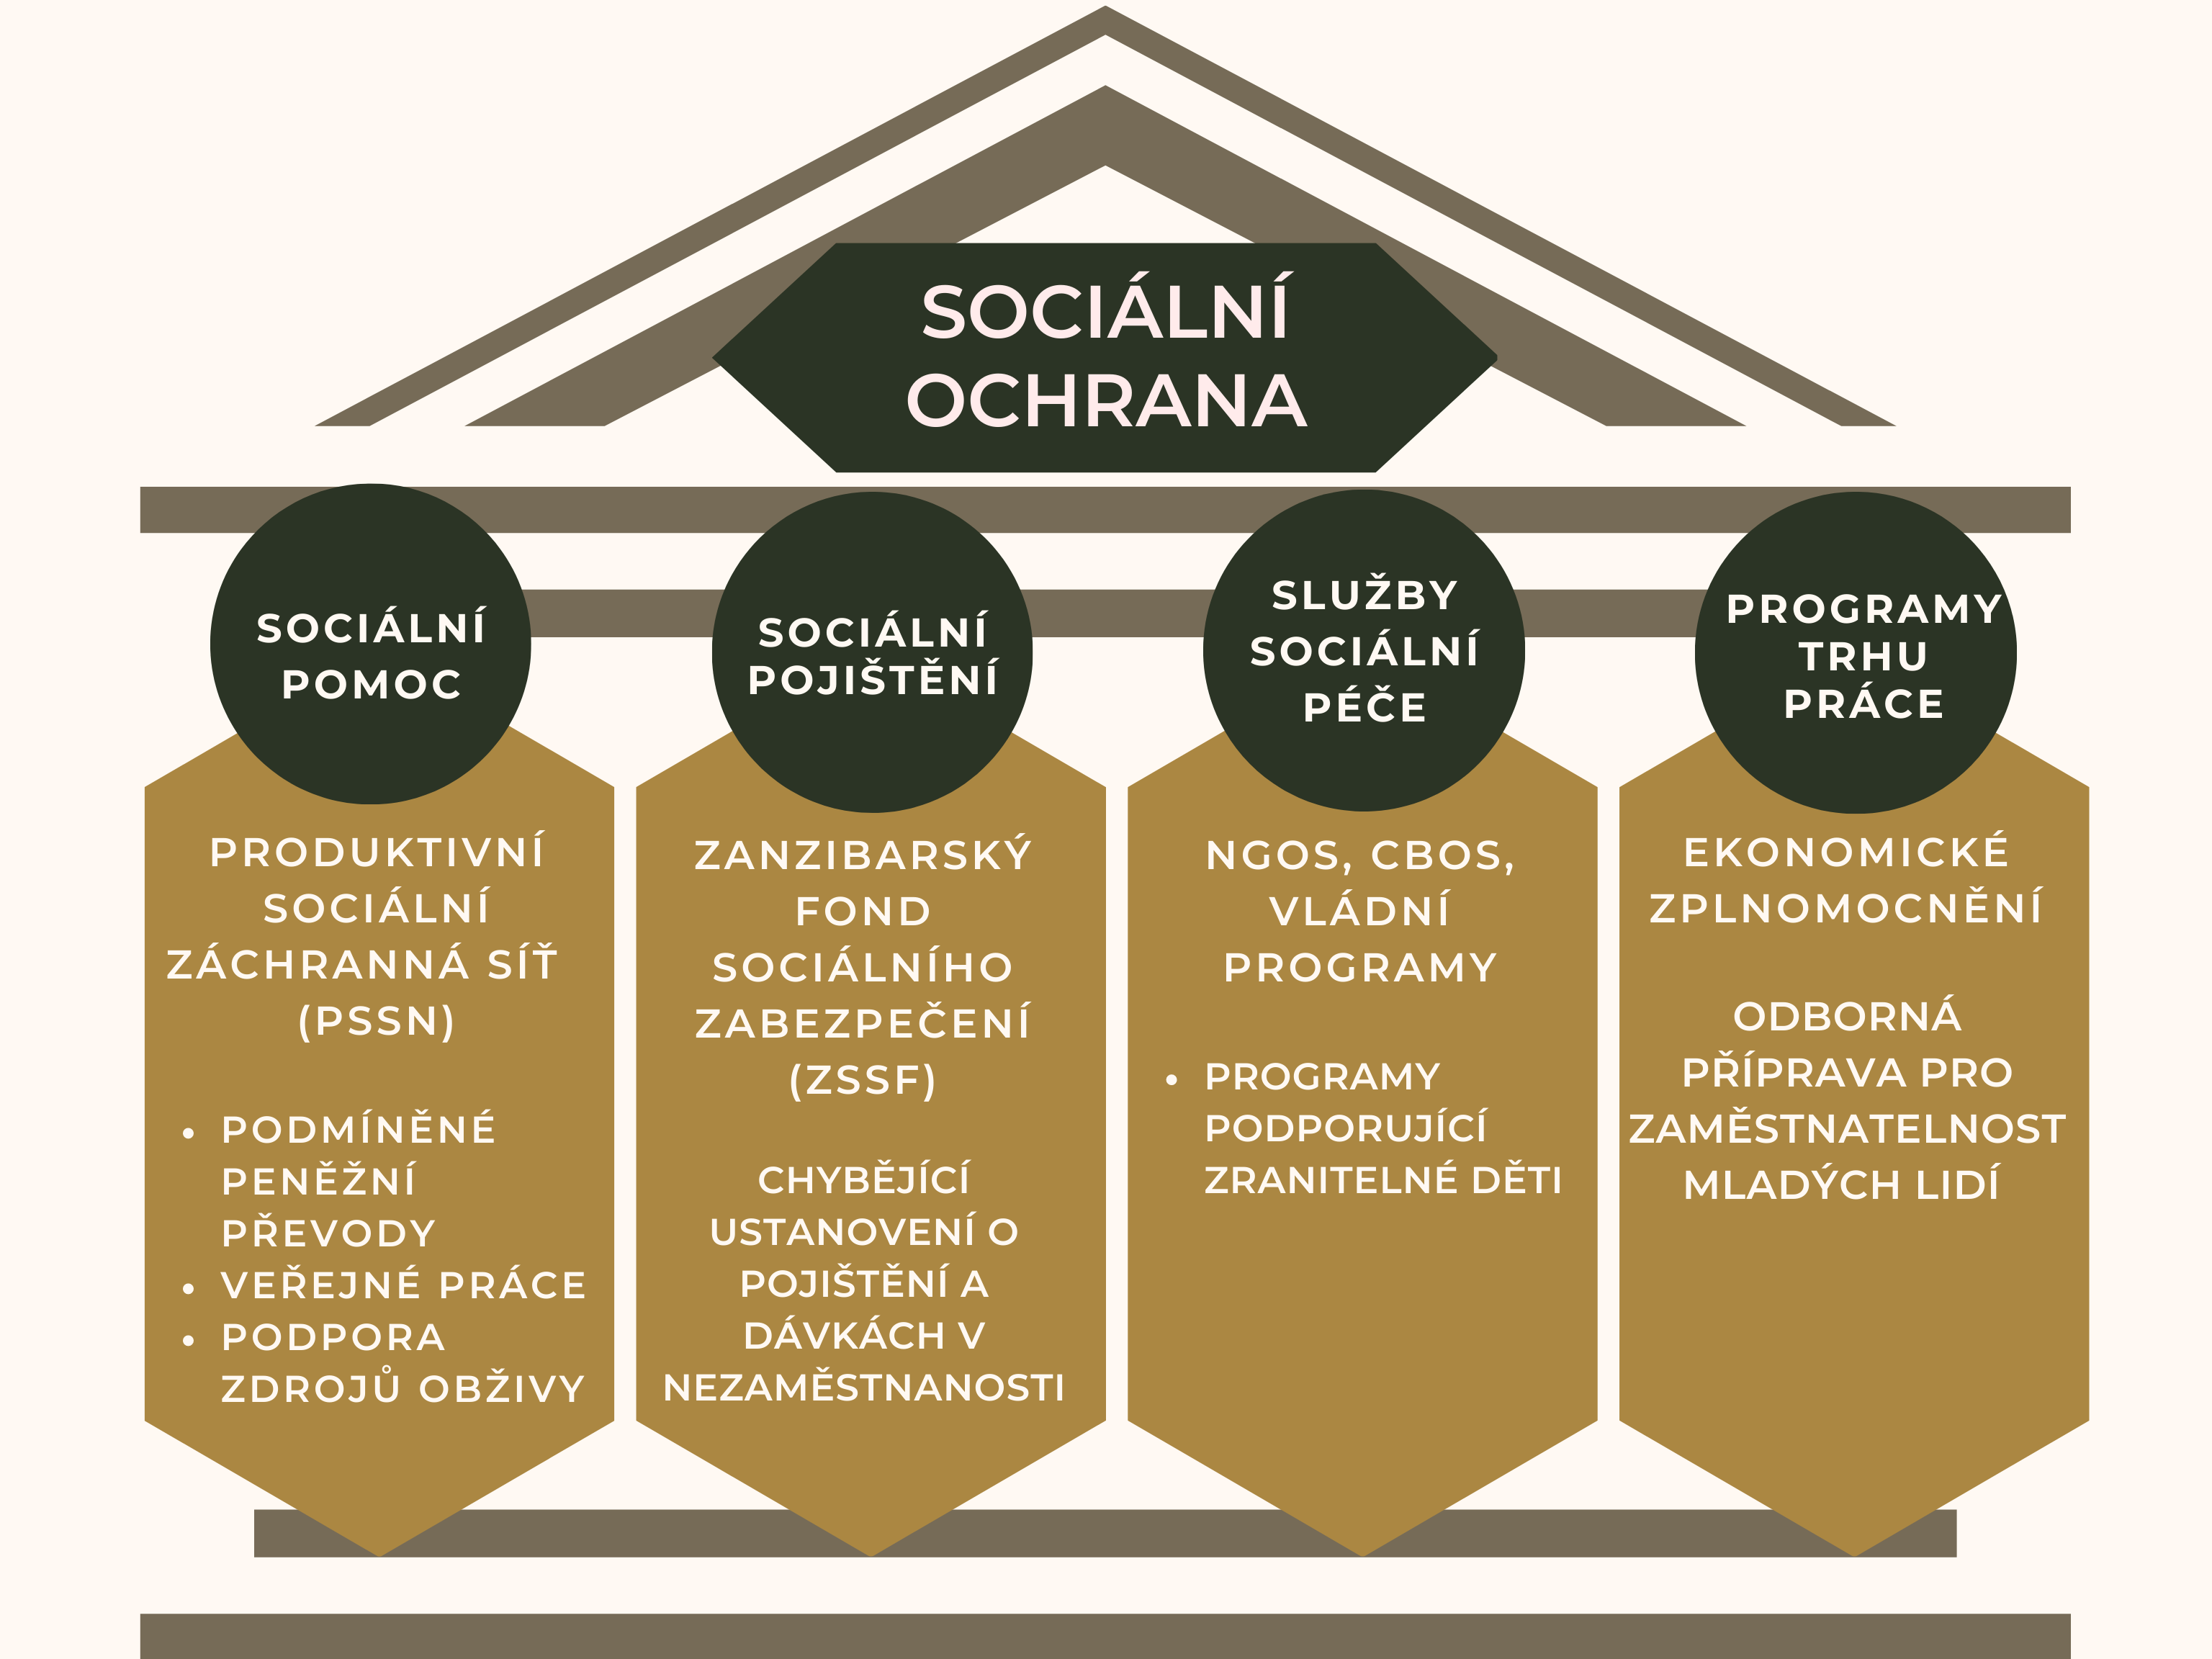 SOCIÁLNÍ
OCHRANA
SOCIÁLNÍ
POMOC
PRODUKTIVNÍ
SOCIÁLNÍ
ZÁCHRANNÁ SÍŤ
(PSSN)
• PODMÍNĚNÉ
PENĚŽNÍ
PŘEVODY
• VEŘEJNÉ PRÁCE
• PODPORA
ZDROJŮ OBŽIVY
SOCIÁLNÍ
POJIŠTĚNÍ
ZANZIBARSKÝ
FOND
SOCIÁLNÍHO
ZABEZPEČENÍ
(ZSSF)
CHYBĚJÍCÍ
USTANOVENÍ O
POJIŠTĚNÍ A
DÁVKÁCH V
NEZAMĚSTNANOSTI
SLUŽBY
SOCIÁLNÍ
PÉČE
NGOS, CBOS,
VLÁDNÍ
PROGRAMY
• PROGRAMY
PODPORUJÍCÍ
ZRANITELNÉ DĚTI
PROGRAMY
TRHU
PRÁCE
EKONOMICKÉ
ZPLNOMOCNĚNÍ
ODBORNÁ
PŘÍPRAVA PRO
ZAMĚSTNATELNOST
MLADÝCH LIDÍ